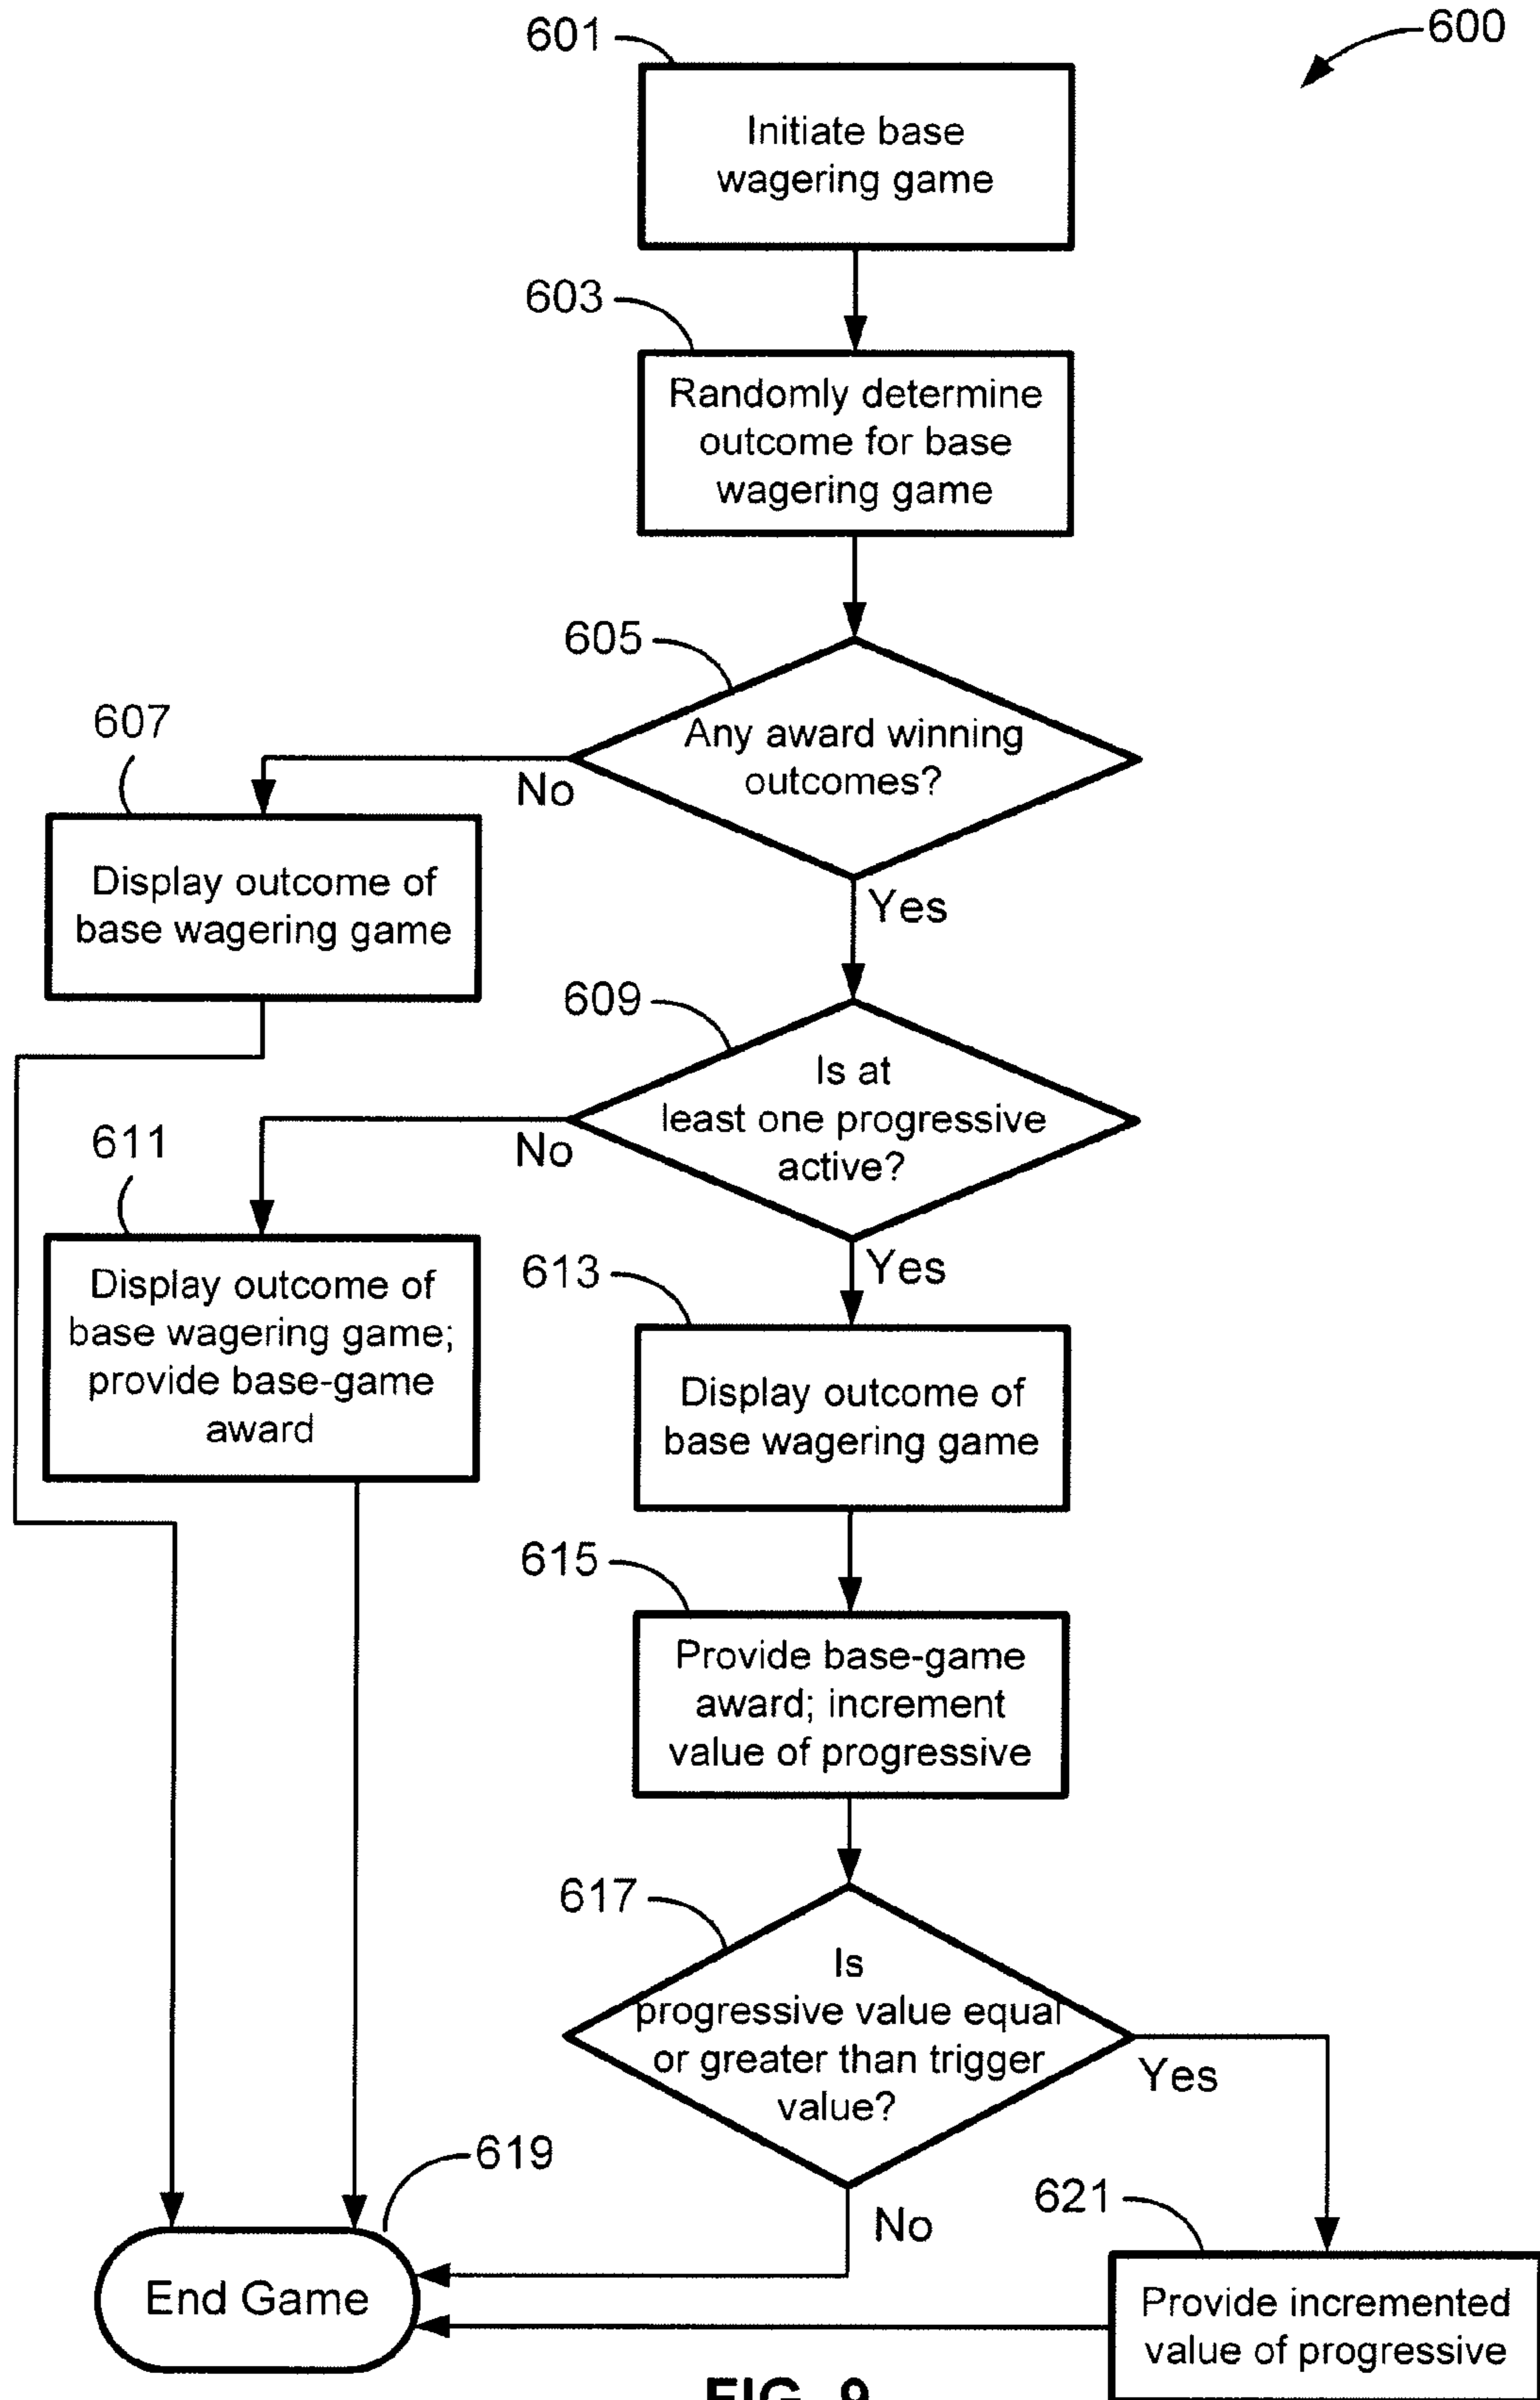 601
600
Initiate base
wagering game
603
Randomly determine
outcome for base
wagering game
605
Any award winning
outcomes?
607
No
Display outcome of
base wagering game
Yes
609
Is at
least one progressive
active?
611
No
Display outcome of
base wagering game;
provide base-game
award
Yes
613
Display outcome of
base wagering game
615
Provide base-game
award; increment
value of progressive
617
Is
progressive value equal
or greater than trigger
value?
Yes
619
No
621
End Game
Provide incremented
value of progressive
FIG. 9